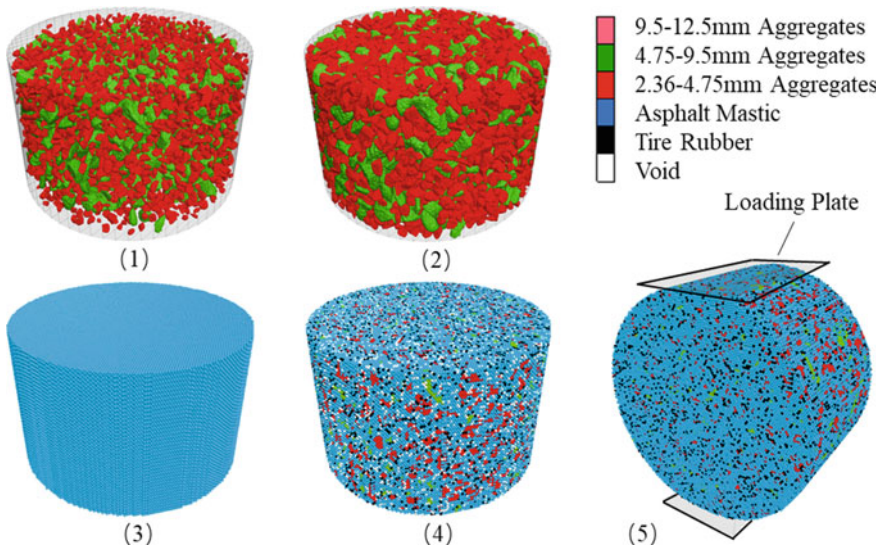 9.5-12.5mm Aggregates
4.75-9.5mm Aggregates
2.36-4.75mm Aggregates
Asphalt Mastic
Tire Rubber
Void
Loading Plate
(1)
(2)
(3)
(4)
(5)